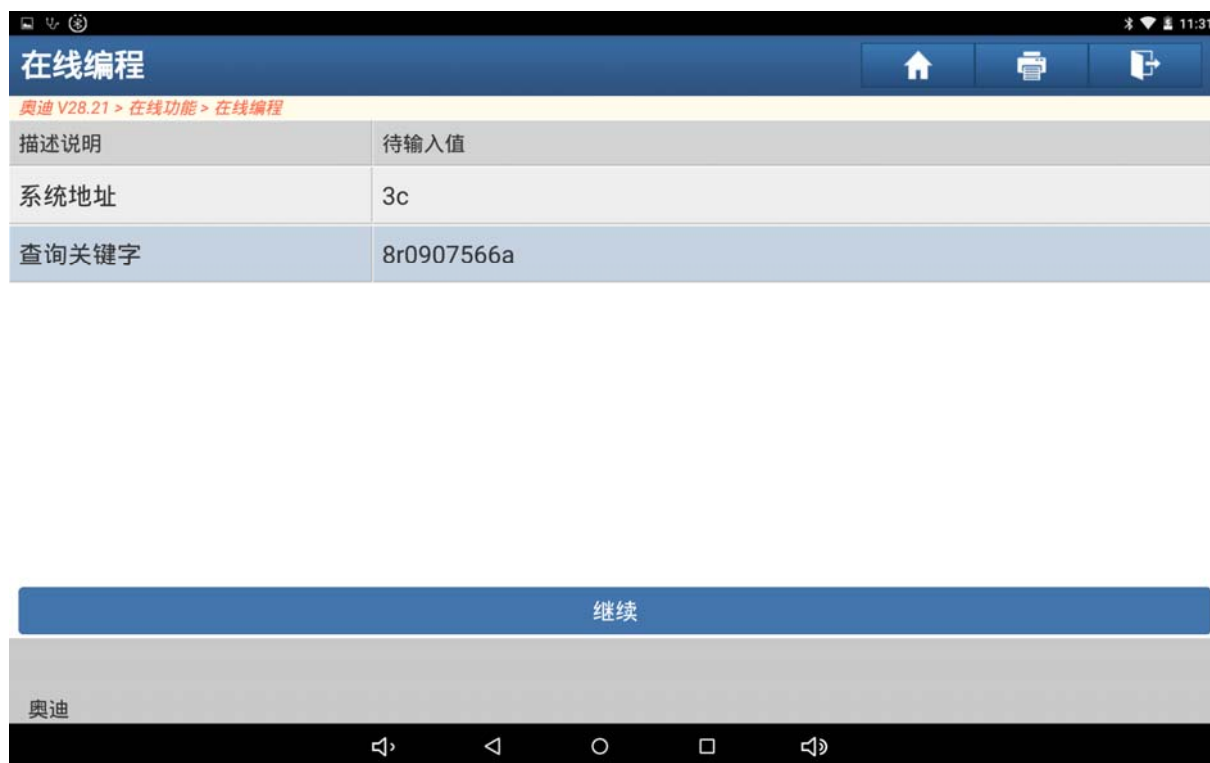 11:31
在线编程
奥迪 V28.21 > 在线功能 > 在线编程
描述说明 待输入值
系统地址 3c
查询关键字 8r0907566a
继续
奥迪